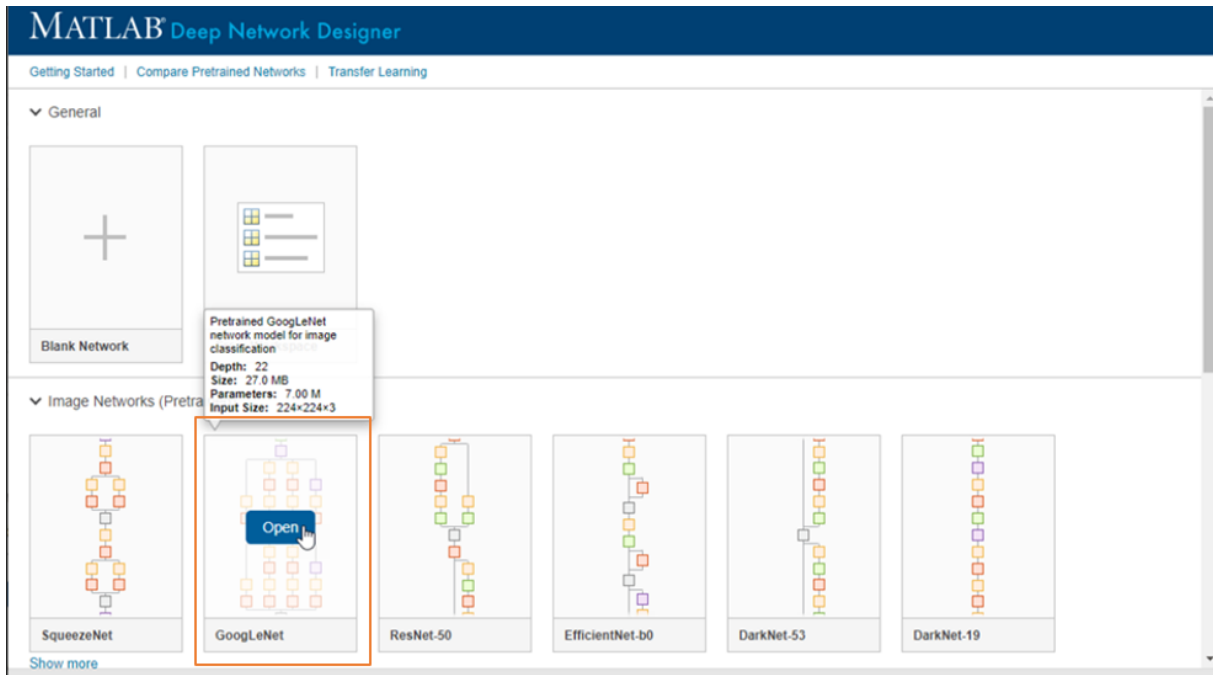 MATLAB® Deep Network Designer
Getting Started | Compare Pretrained Networks | Transfer Learning
General
Blank Network
Pretrained GoogLeNet
network model for image
classification
Depth: 22
Size: 27.0 MB
Parameters: 7.00 M
Input Size: 224×224×3
Image Networks (Pretra
Open
SqueezeNet
GoogLeNet
ResNet-50
EfficientNet-b0
DarkNet-53
DarkNet-19
Show more